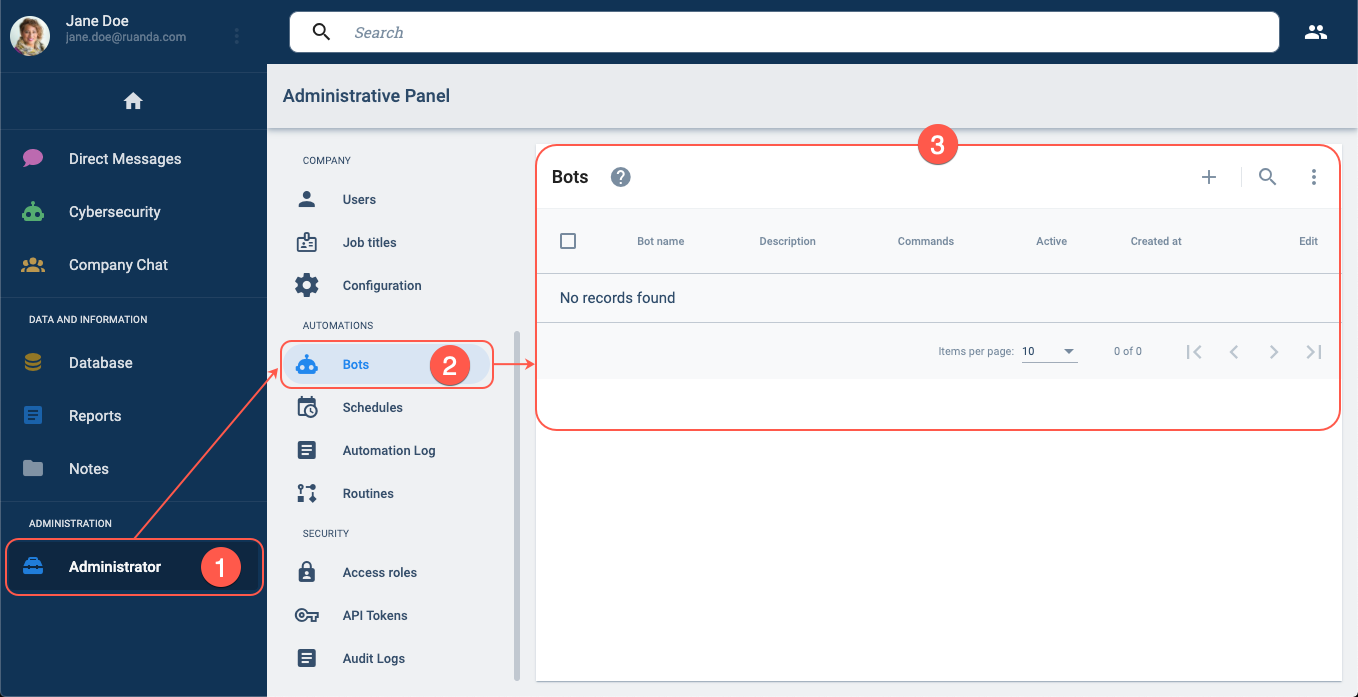 Jane Doe
jane.doe@ruanda.com
Search
Administrative Panel
Direct Messages
Cybersecurity
Company Chat
DATA AND INFORMATION
Database
Reports
Notes
ADMINISTRATION
Administrator
1
COMPANY
Users
Job titles
Configuration
AUTOMATIONS
Bots
2
Schedules
Automation Log
Routines
SECURITY
Access roles
API Tokens
Audit Logs
3
Bots ?
Bot name Description Commands Active Created at Edit
No records found
Items per page: 10 0 of 0